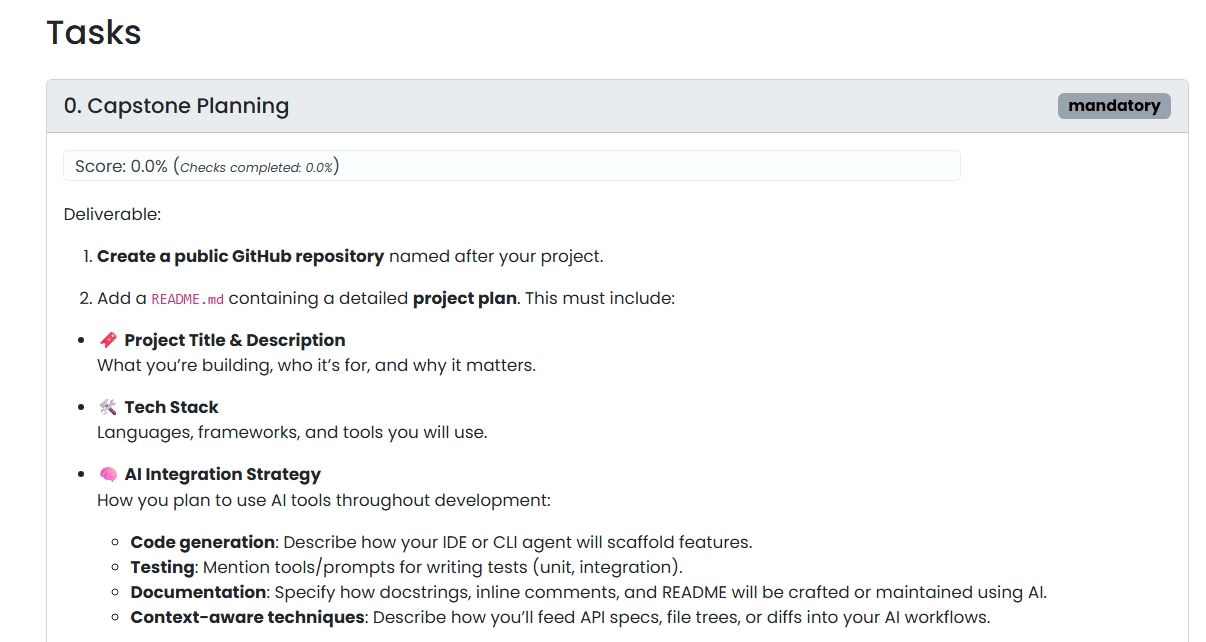 Tasks
0. Capstone Planning
mandatory
Score: 0.0% (Checks completed: 0.0%)
Deliverable:
1. Create a public GitHub repository named after your project.
2. Add a README.md containing a detailed project plan. This must include:
• 🔖 Project Title & Description
What you’re building, who it’s for, and why it matters.
• 🛠️ Tech Stack
Languages, frameworks, and tools you will use.
• 🧠 AI Integration Strategy
How you plan to use AI tools throughout development:
◦ Code generation: Describe how your IDE or CLI agent will scaffold features.
◦ Testing: Mention tools/prompts for writing tests (unit, integration).
◦ Documentation: Specify how docstrings, inline comments, and README will be crafted or maintained using AI.
◦ Context-aware techniques: Describe how you’ll feed API specs, file trees, or diffs into your AI workflows.